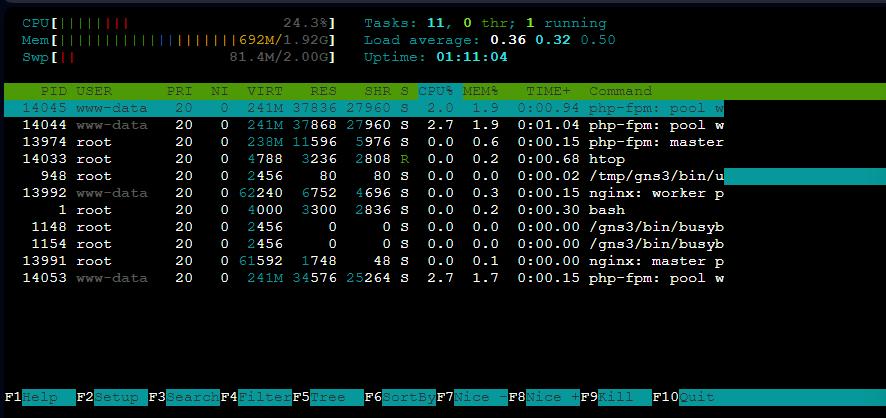 CPU[|||||||| 24.3%] Tasks: 11, 0 thr; 1 running
Mem[||||||||||||||||||||692M/1.92G] Load average: 0.36 0.32 0.50
Swp[|| 81.4M/2.00G] Uptime: 01:11:04
PID USER PRI NI VIRT RES SHR S CPU% MEM% TIME+ Command
14045 www-data 20 0 241M 37836 27960 S 2.0 1.9 0:00.94 php-fpm: pool w
14044 www-data 20 0 241M 37868 27960 S 2.7 1.9 0:01.04 php-fpm: pool w
13974 root 20 0 238M 11596 5976 S 0.0 0.6 0:00.15 php-fpm: master
14033 root 20 0 4788 3236 2808 R 0.0 0.2 0:00.68 htop
948 root 20 0 2456 80 80 S 0.0 0.0 0:00.02 /tmp/gns3/bin/u
13992 www-data 20 0 62240 6752 4696 S 0.0 0.3 0:00.15 nginx: worker p
1 root 20 0 4000 3300 2836 S 0.0 0.2 0:00.30 bash
1148 root 20 0 2456 0 0 S 0.0 0.0 0:00.00 /gns3/bin/busyb
1154 root 20 0 2456 0 0 S 0.0 0.0 0:00.00 /gns3/bin/busyb
13991 root 20 0 61592 1748 48 S 0.0 0.1 0:00.00 nginx: master p
14053 www-data 20 0 241M 34576 25264 S 2.7 1.7 0:00.15 php-fpm: pool w
F1Help F2Setup F3SearchF4FilterF5Tree F6SortByF7Nice -F8Nice +F9Kill F10Quit